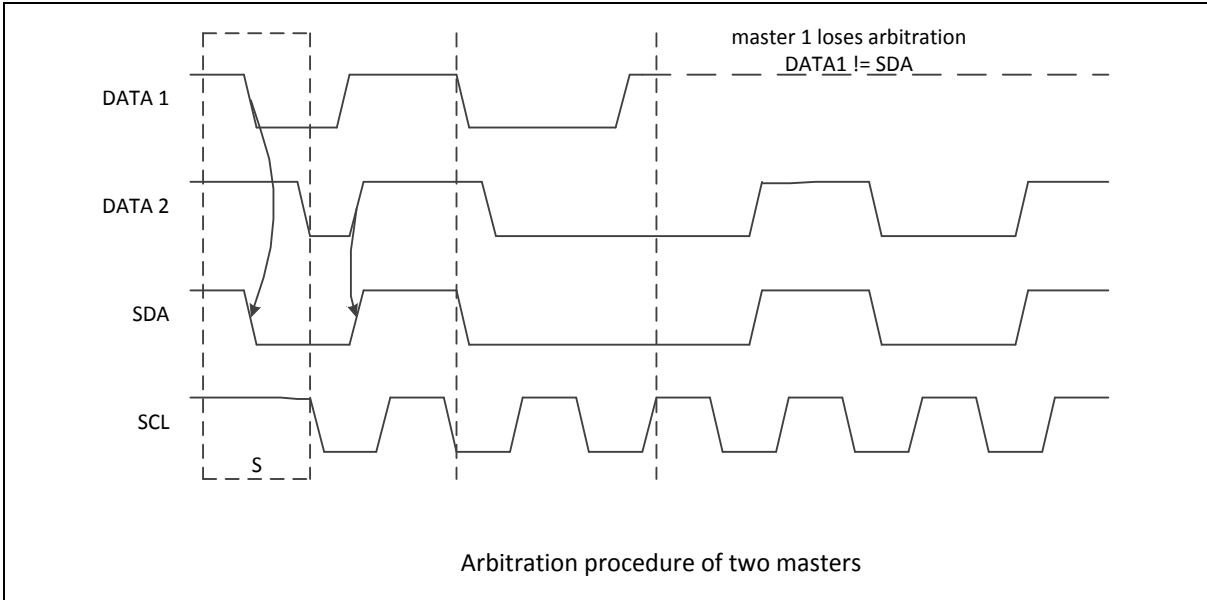 master 1 loses arbitration
DATA1 != SDA
DATA 1
DATA 2
SDA
SCL
S
Arbitration procedure of two masters